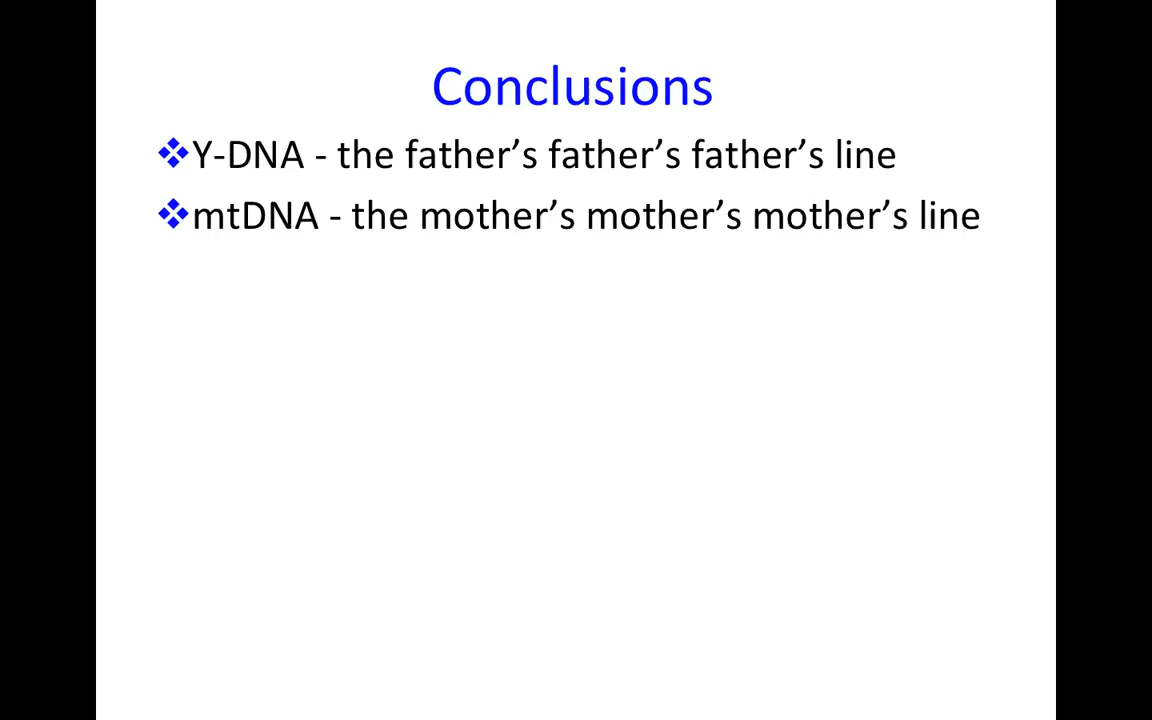 Conclusions
❖Y-DNA - the father’s father’s father’s line
❖mtDNA - the mother’s mother’s mother’s line